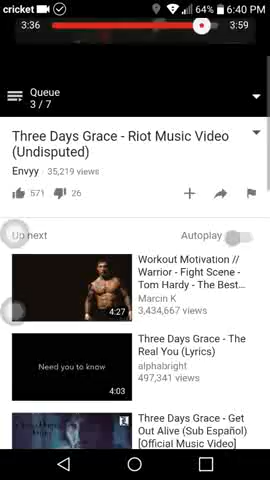 cricket 64% 6:40 PM
3:36 3:59
Queue
3 / 7
Three Days Grace - Riot Music Video
(Undisputed)
Envyy · 35,219 views
571 26
Up next Autoplay
Workout Motivation //
Warrior - Fight Scene -
Tom Hardy - The Best...
Marcin K
3,434,667 views
4:27
Three Days Grace - The
Real You (Lyrics)
alphabright
497,341 views
Need you to know
4:03
Three Days Grace - Get
Out Alive (Sub Español)
[Official Music Video]